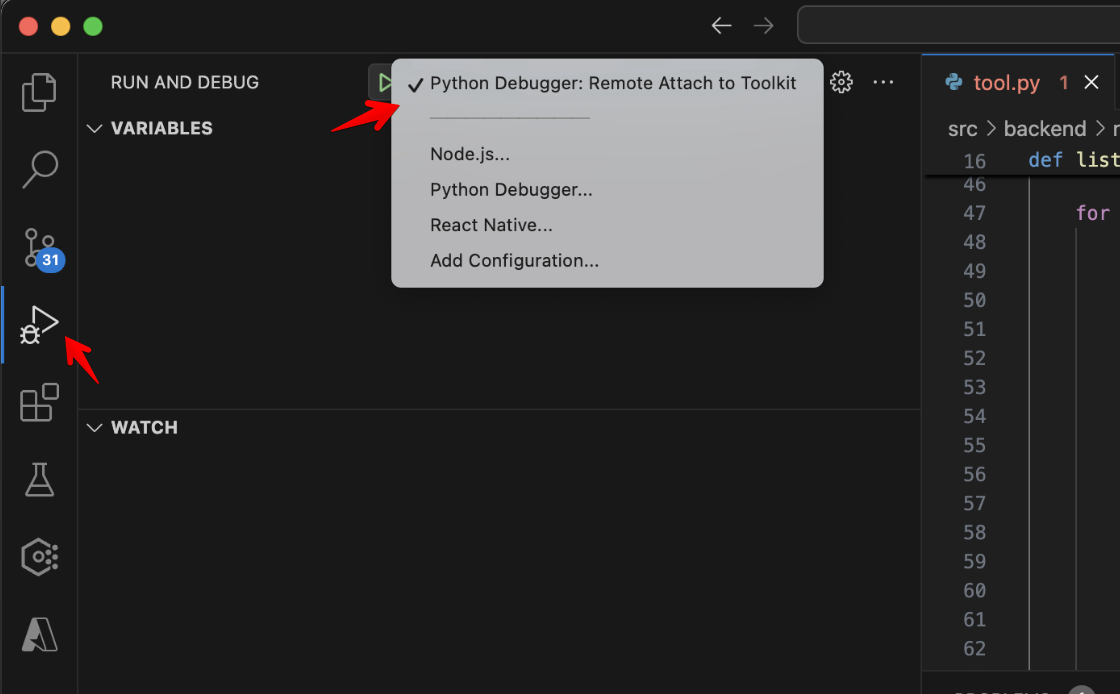 RUN AND DEBUG
Python Debugger: Remote Attach to Toolkit
Node.js...
Python Debugger...
React Native...
Add Configuration...
VARIABLES
WATCH
31
tool.py 1
src > backend >
16 def list
46
47 for
48
49
50
51
52
53
54
55
56
57
58
59
60
61
62